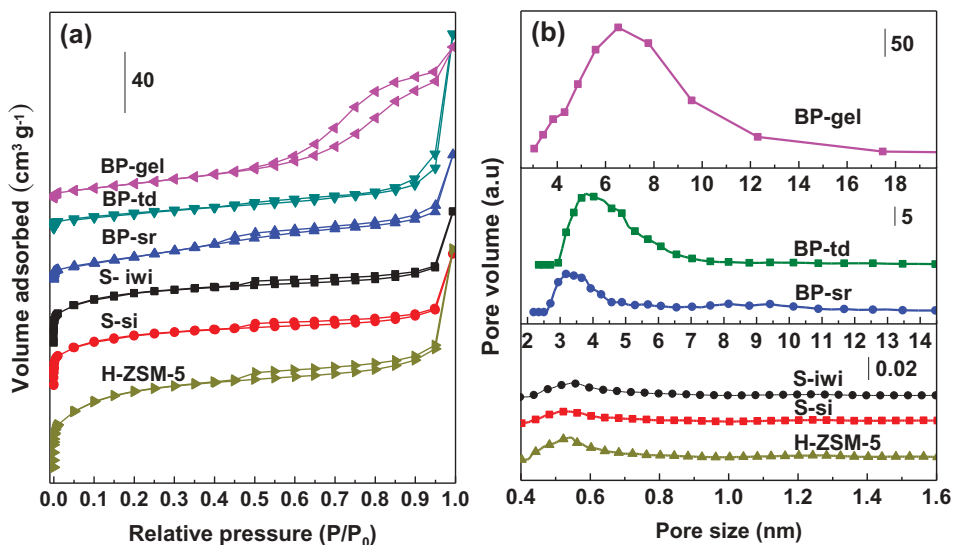 (a)
40
BP-gel
BP-td
BP-sr
S- iwi
S-si
H-ZSM-5
Volume adsorbed (cm³ g⁻¹)
0.0 0.1 0.2 0.3 0.4 0.5 0.6 0.7 0.8 0.9 1.0
Relative pressure (P/P₀)
(b)
50
BP-gel
4 6 8 10 12 14 16 18
5
BP-td
BP-sr
2 3 4 5 6 7 8 9 10 11 12 13 14
0.02
S-iwi
S-si
H-ZSM-5
Pore volume (a.u)
0.4 0.6 0.8 1.0 1.2 1.4 1.6
Pore size (nm)